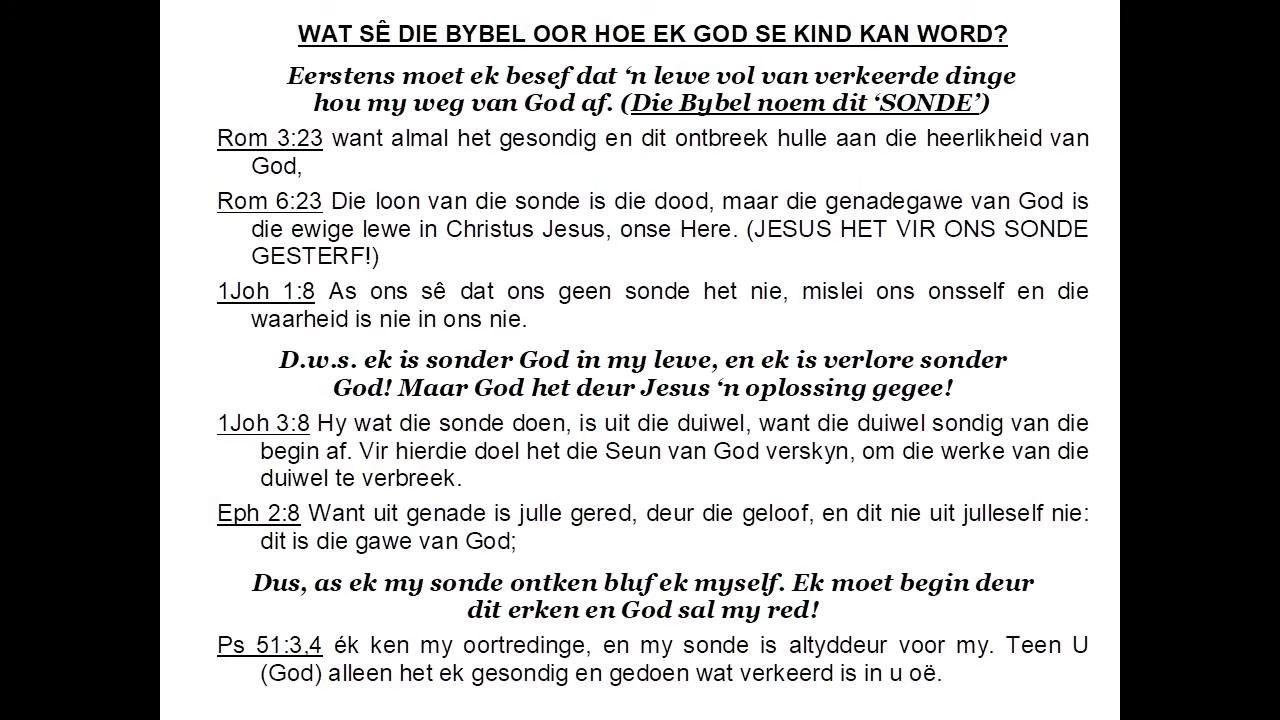 WAT SÊ DIE BYBEL OOR HOE EK GOD SE KIND KAN WORD?
Eerstens moet ek besef dat ‘n lewe vol van verkeerde dinge
hou my weg van God af. (Die Bybel noem dit ‘SONDE’)
Rom 3:23 want almal het gesondig en dit ontbreek hulle aan die heerlikheid van
God,
Rom 6:23 Die loon van die sonde is die dood, maar die genadegawe van God is
die ewige lewe in Christus Jesus, onse Here. (JESUS HET VIR ONS SONDE
GESTERF!)
1Joh 1:8 As ons sê dat ons geen sonde het nie, mislei ons onsself en die
waarheid is nie in ons nie.
D.w.s. ek is sonder God in my lewe, en ek is verlore sonder
God! Maar God het deur Jesus ‘n oplossing gegee!
1Joh 3:8 Hy wat die sonde doen, is uit die duiwel, want die duiwel sondig van die
begin af. Vir hierdie doel het die Seun van God verskyn, om die werke van die
duiwel te verbreek.
Eph 2:8 Want uit genade is julle gered, deur die geloof, en dit nie uit julleself nie:
dit is die gawe van God;
Dus, as ek my sonde ontken bluf ek myself. Ek moet begin deur
dit erken en God sal my red!
Ps 51:3,4 ék ken my oortredinge, en my sonde is altyddeur voor my. Teen U
(God) alleen het ek gesondig en gedoen wat verkeerd is in u oë.